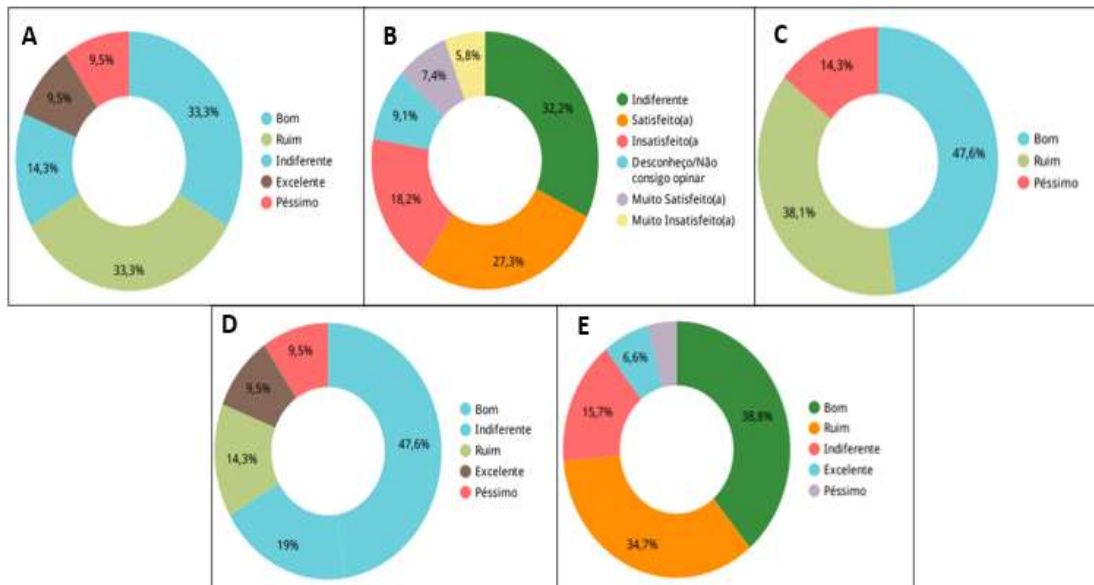 A
9,5%
9,5%
33,3%
14,3%
33,3%
Bom
Ruim
Indiferente
Excelente
Péssimo
B
5,8%
7,4%
32,2%
9,1%
18,2%
27,3%
Indiferente
Satisfeito(a)
Insatisfeito(a
Desconheço/Não
consigo opinar
Muito Satisfeito(a)
Muito Insatisfeito(a)
C
14,3%
47,6%
38,1%
Bom
Ruim
Péssimo
D
9,5%
9,5%
47,6%
14,3%
19%
Bom
Indiferente
Ruim
Excelente
Péssimo
E
6,6%
15,7%
38,8%
34,7%
Bom
Ruim
Indiferente
Excelente
Péssimo